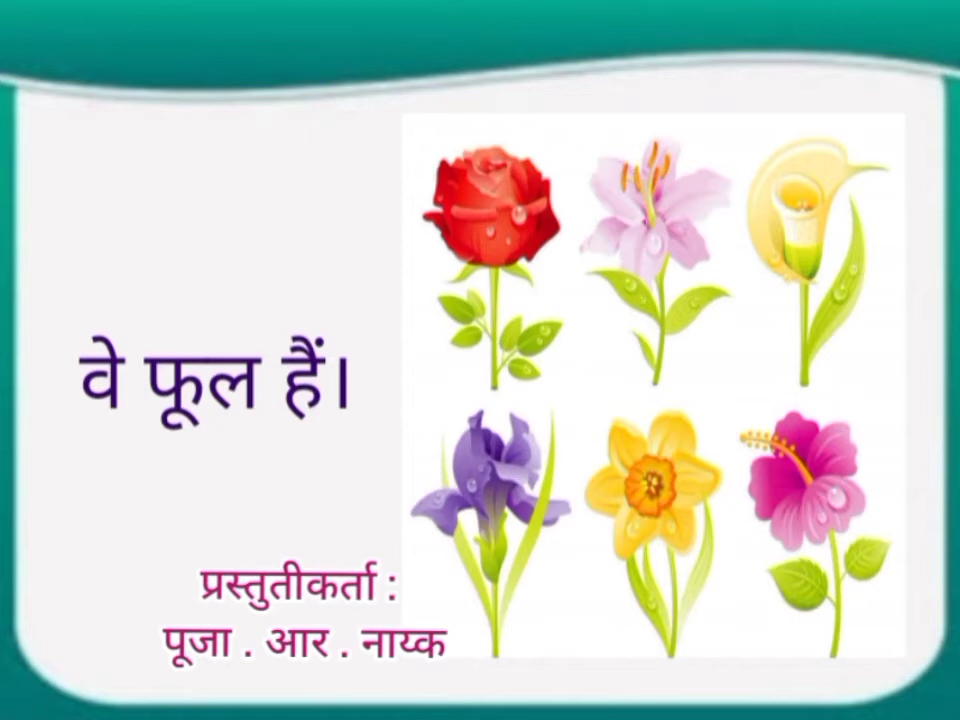 वे फूल हैं।
प्रस्तुतीकर्ता :
पूजा . आर . नाय्क